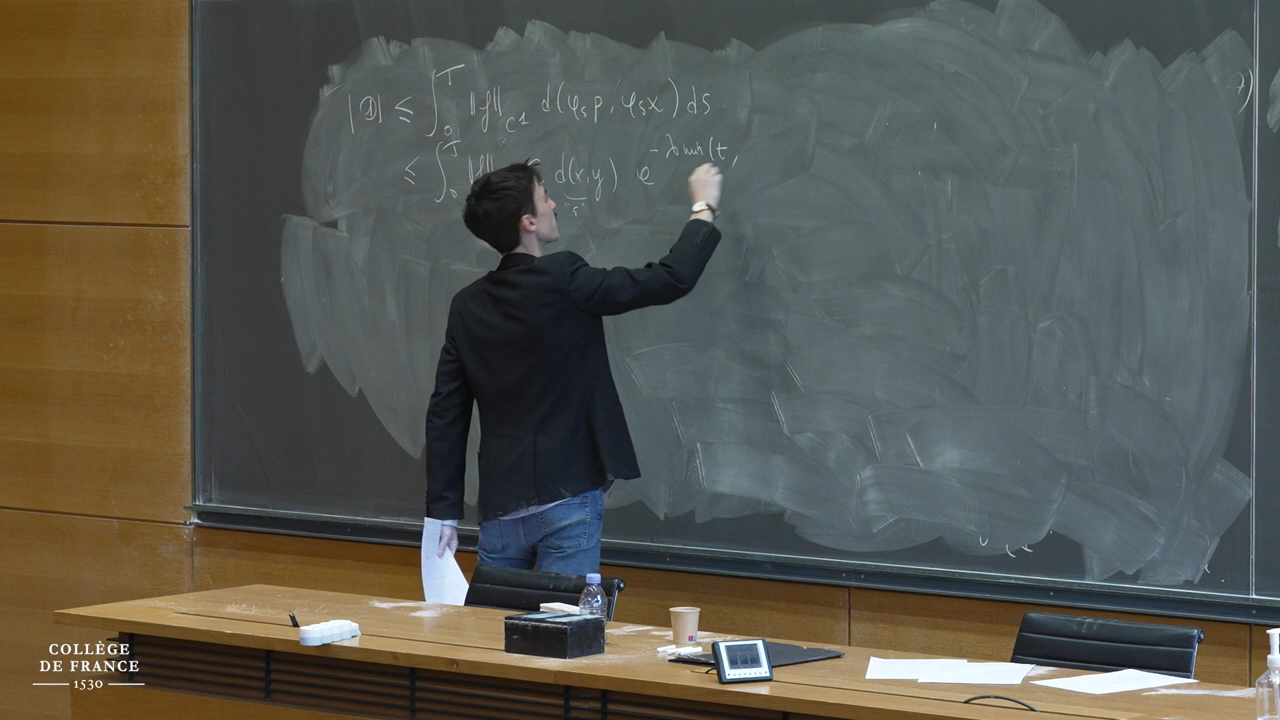 |①| ≤ ∫₀ᵀ ||f||_{C¹} d(φₛp, φₛx) ds
≤ ∫₀ᵀ ||f|| d(x,y) e^{-λ min(t,
"ε"
COLLÈGE
DE FRANCE
1530